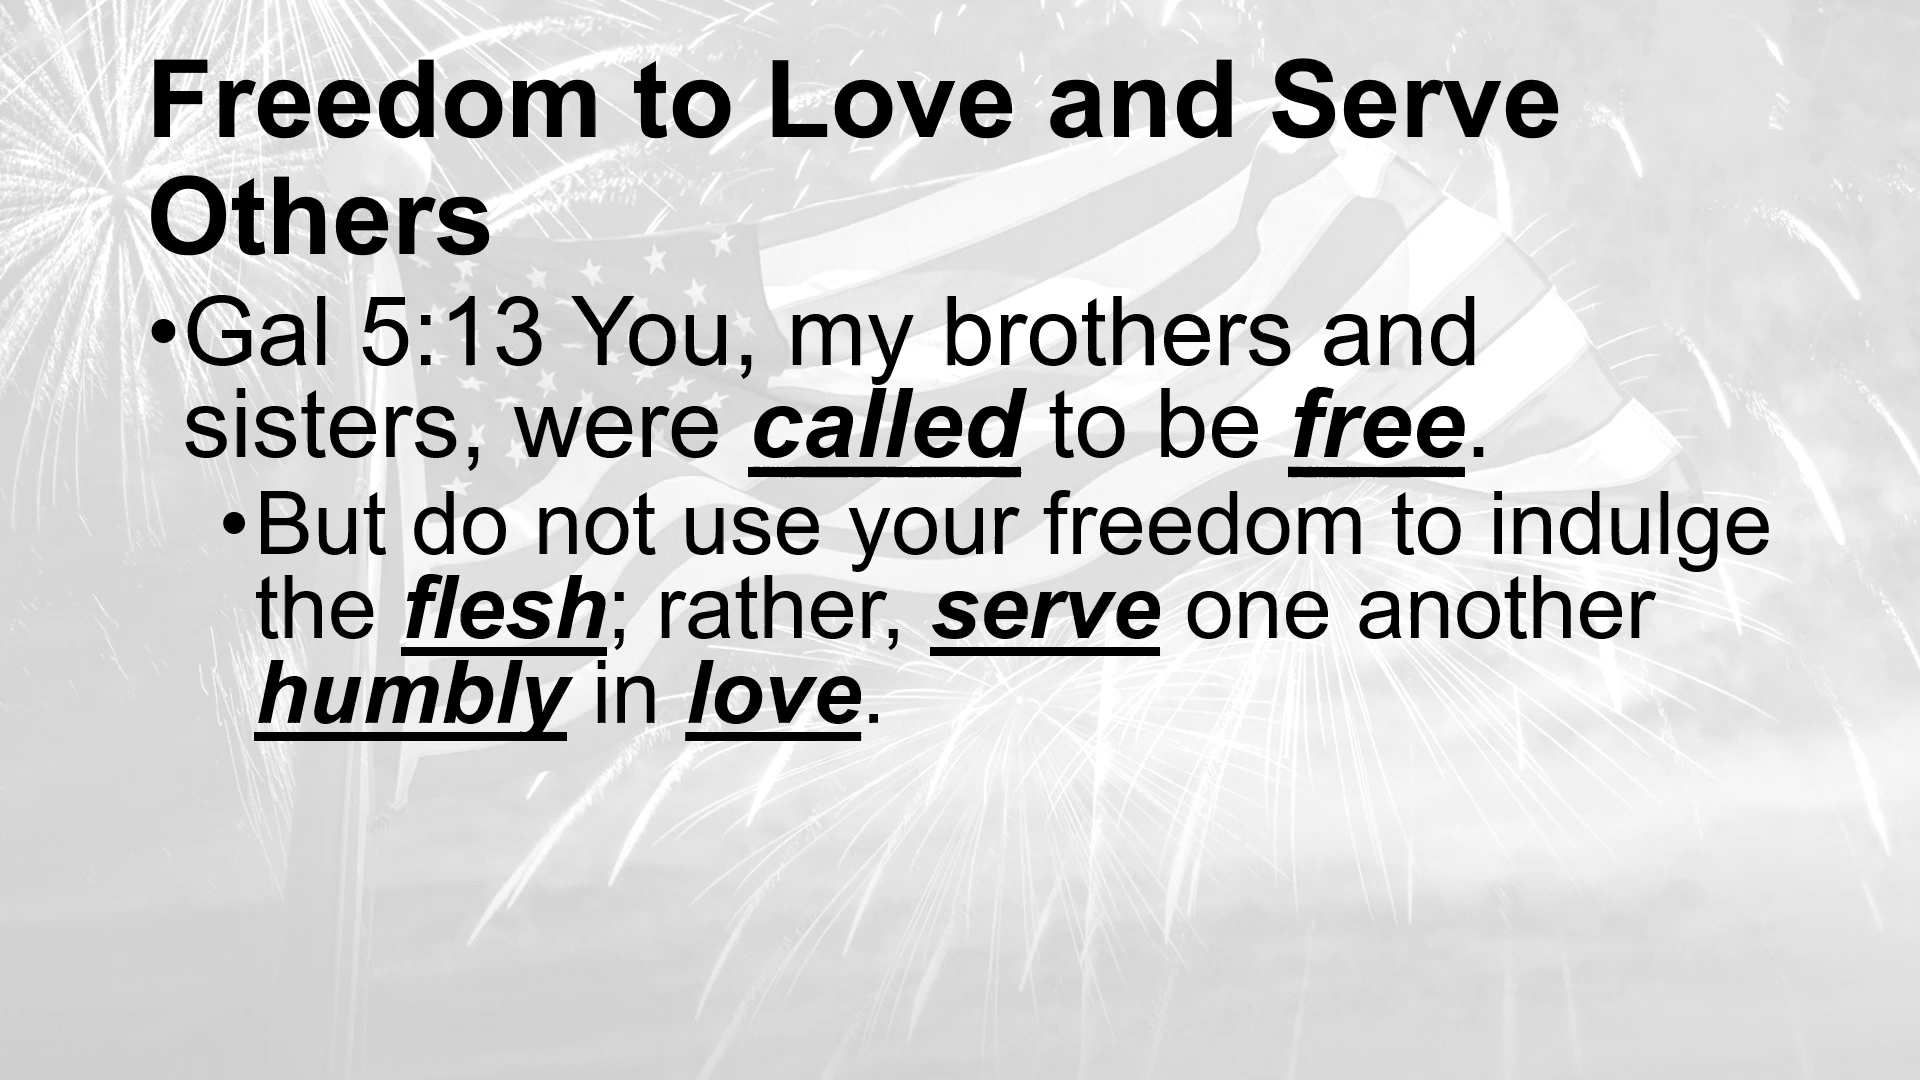 Freedom to Love and Serve
Others
•Gal 5:13 You, my brothers and
sisters, were called to be free.
•But do not use your freedom to indulge
the flesh; rather, serve one another
humbly in love.